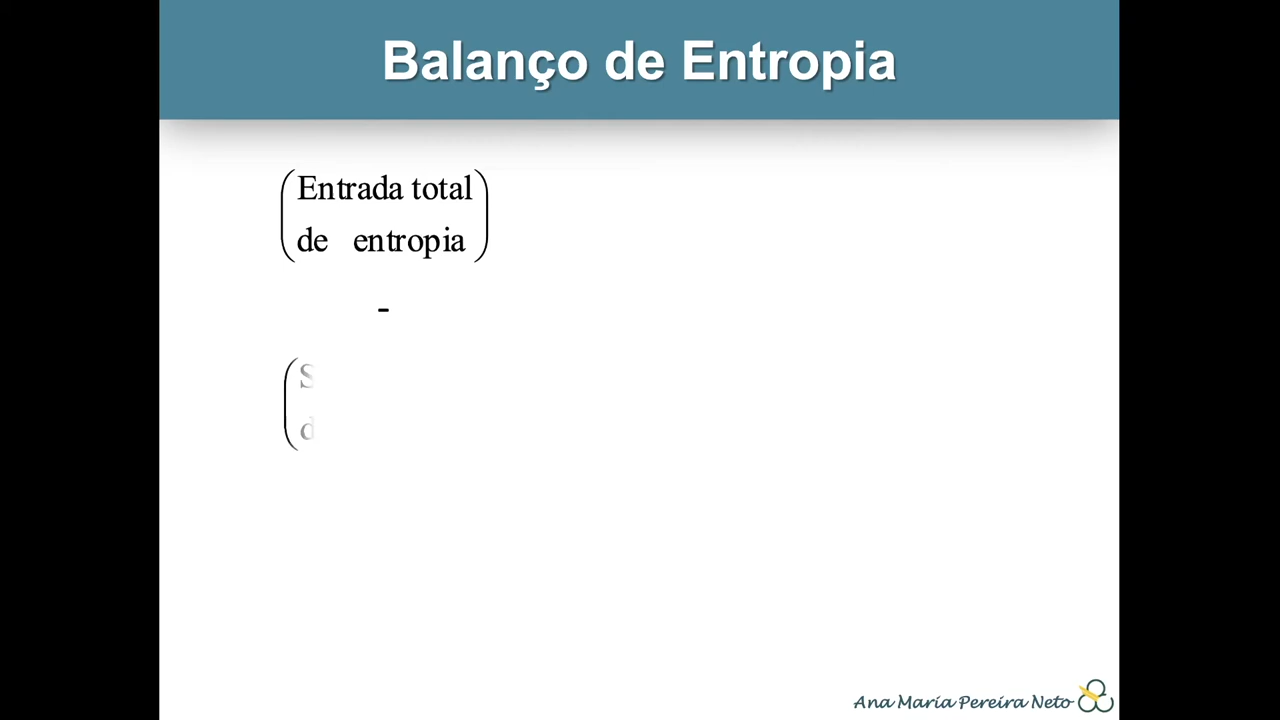 Balanço de Entropia
Entrada total
de entropia
-
S
d
Ana Maria Pereira Neto